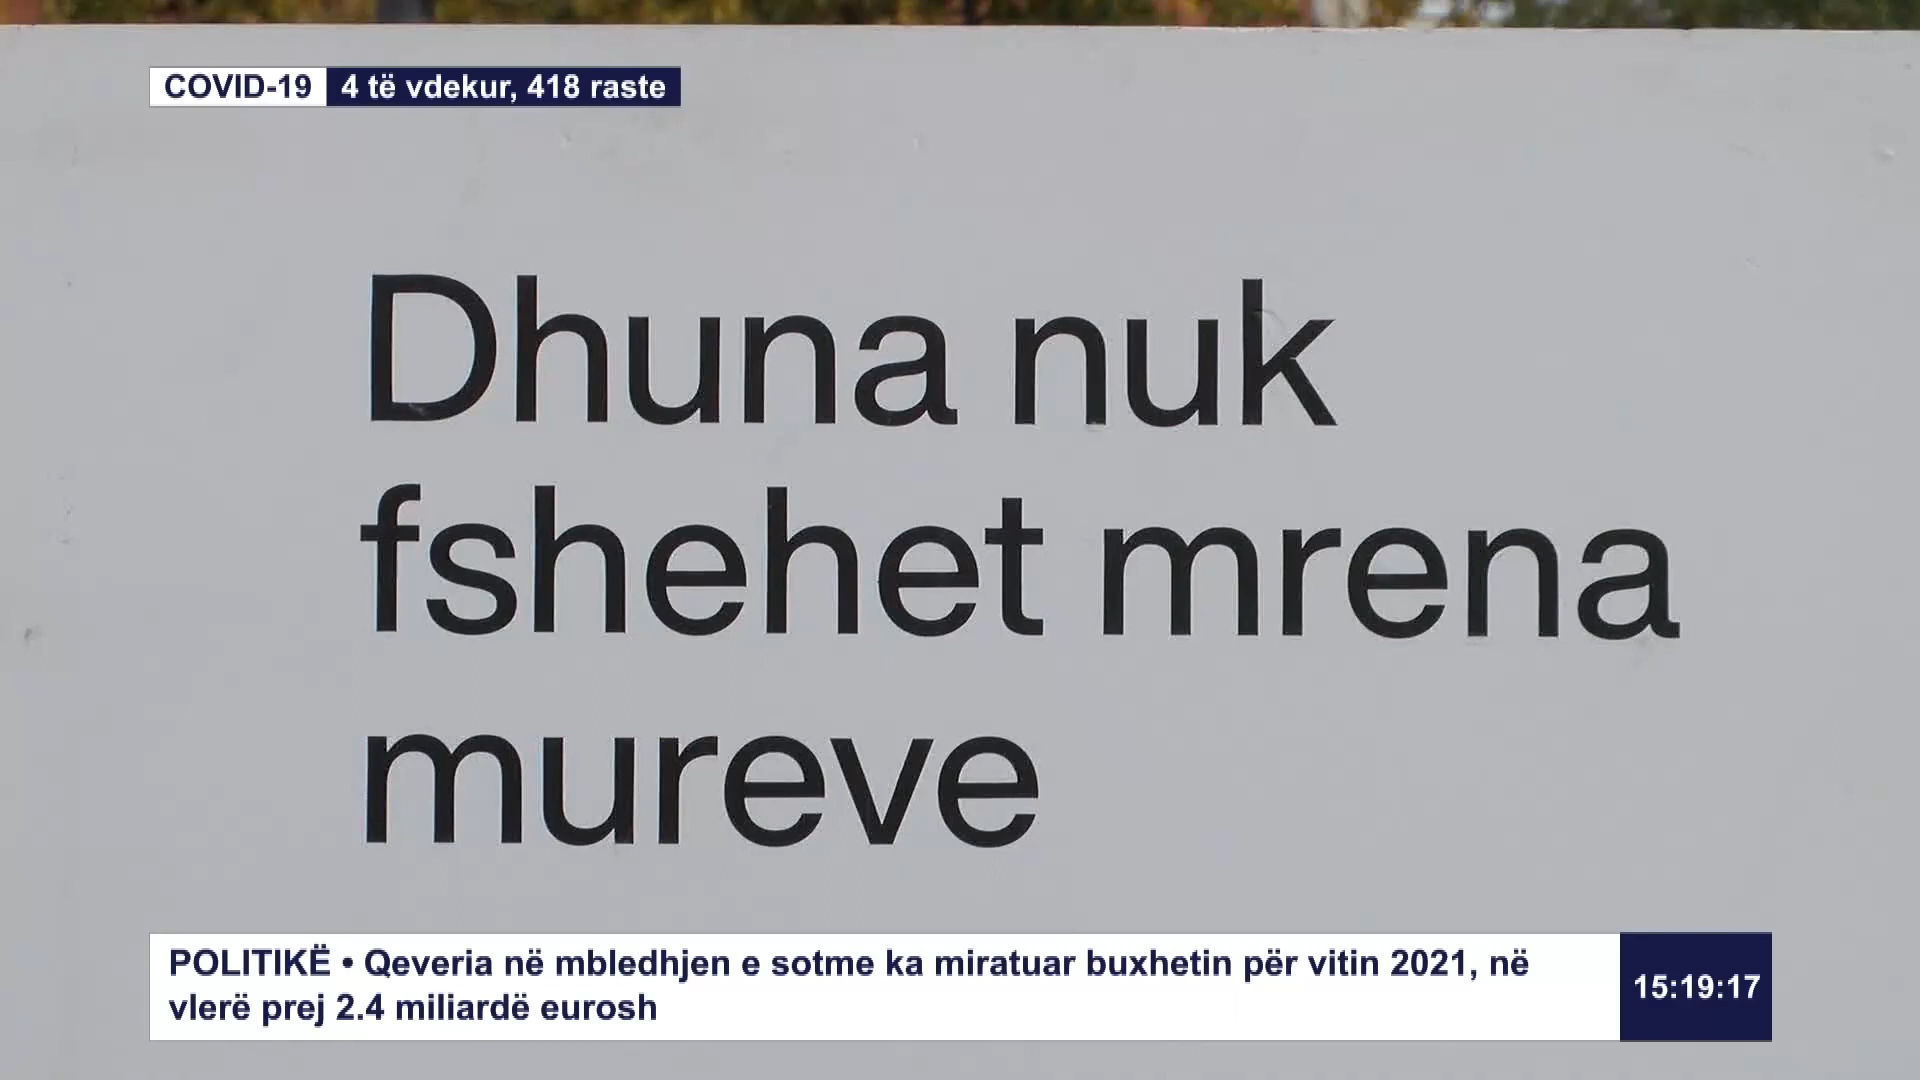 COVID-19 4 të vdekur, 418 raste
Dhuna nuk
fshehet mrena
mureve
POLITIKË • Qeveria në mbledhjen e sotme ka miratuar buxhetin për vitin 2021, në
vlerë prej 2.4 miliardë eurosh
15:19:17